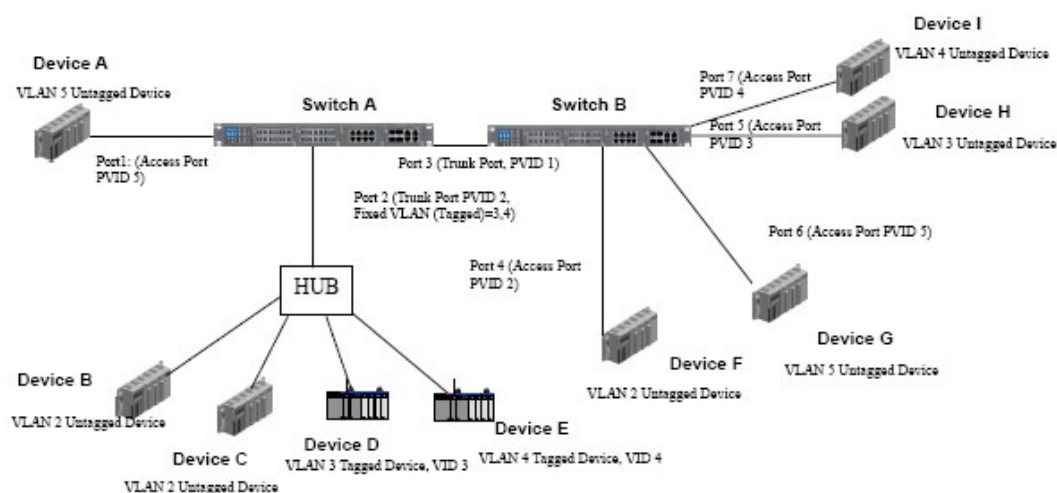 Device A
VLAN 5 Untagged Device
Switch A
Switch B
Device I
VLAN 4 Untagged Device
Port 7 (Access Port
PVID 4
Device H
VLAN 3 Untagged Device
Port 5 (Access Port
PVID 3
Port1: (Access Port
PVID 5)
Port 3 (Trunk Port, PVID 1)
Port 2 (Trunk Port PVID 2,
Fixed VLAN (Tagged)=3,4)
Port 6 (Access Port PVID 5)
Port 4 (Access Port
PVID 2)
HUB
Device B
VLAN 2 Untagged Device
Device C
VLAN 2 Untagged Device
Device D
VLAN 3 Tagged Device, VID 3
Device E
VLAN 4 Tagged Device, VID 4
Device F
VLAN 2 Untagged Device
Device G
VLAN 5 Untagged Device